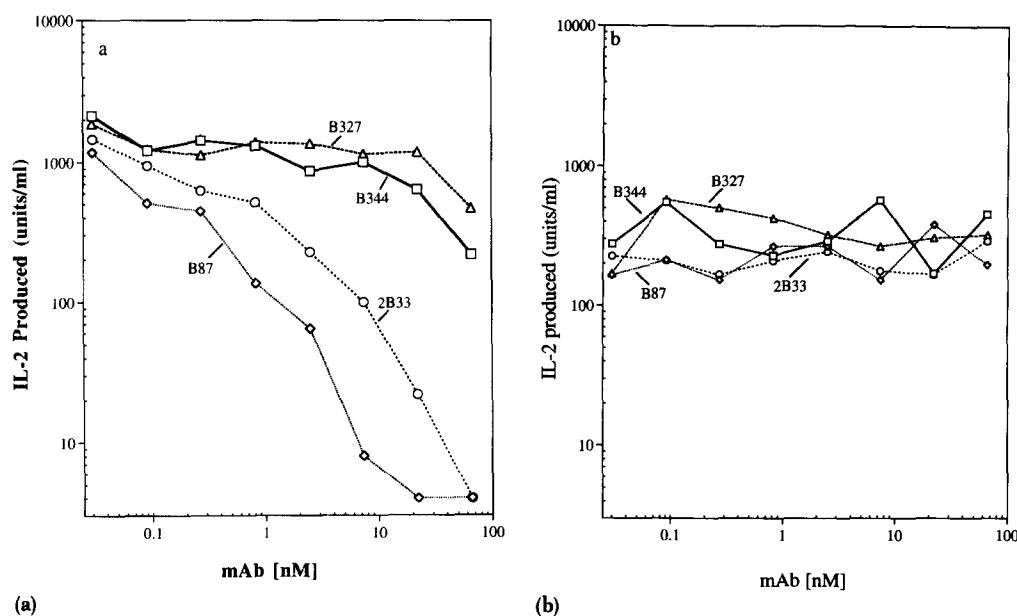 a
10000
1000
100
10
IL-2 Produced (units/ml)
B327
B344
B87
2B33
0.1
1
10
100
mAb [nM]
(a)
b
10000
1000
100
10
IL-2 produced (units/ml)
B344
B327
B87
2B33
0.1
1
10
100
mAb [nM]
(b)